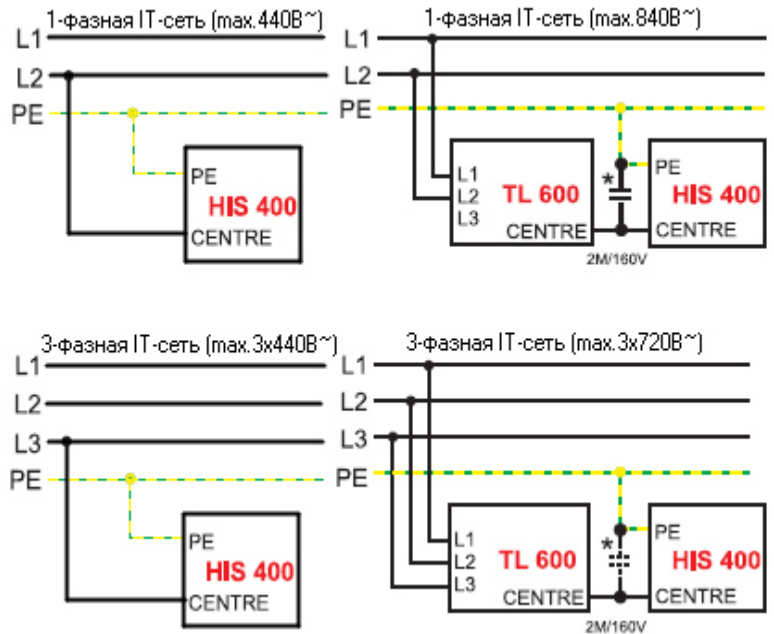 1-фазная IT-сеть (max.440В~)
L1
L2
PE
PE
HIS 400
CENTRE
1-фазная IT-сеть (max.840В~)
L1
L2
PE
L1
L2
L3
TL 600
CENTRE
*
2M/160V
PE
HIS 400
CENTRE
3-фазная IT-сеть (max.3x440В~)
L1
L2
L3
PE
PE
HIS 400
CENTRE
3-фазная IT-сеть (max.3x720В~)
L1
L2
L3
PE
L1
L2
L3
TL 600
CENTRE
*
2M/160V
PE
HIS 400
CENTRE